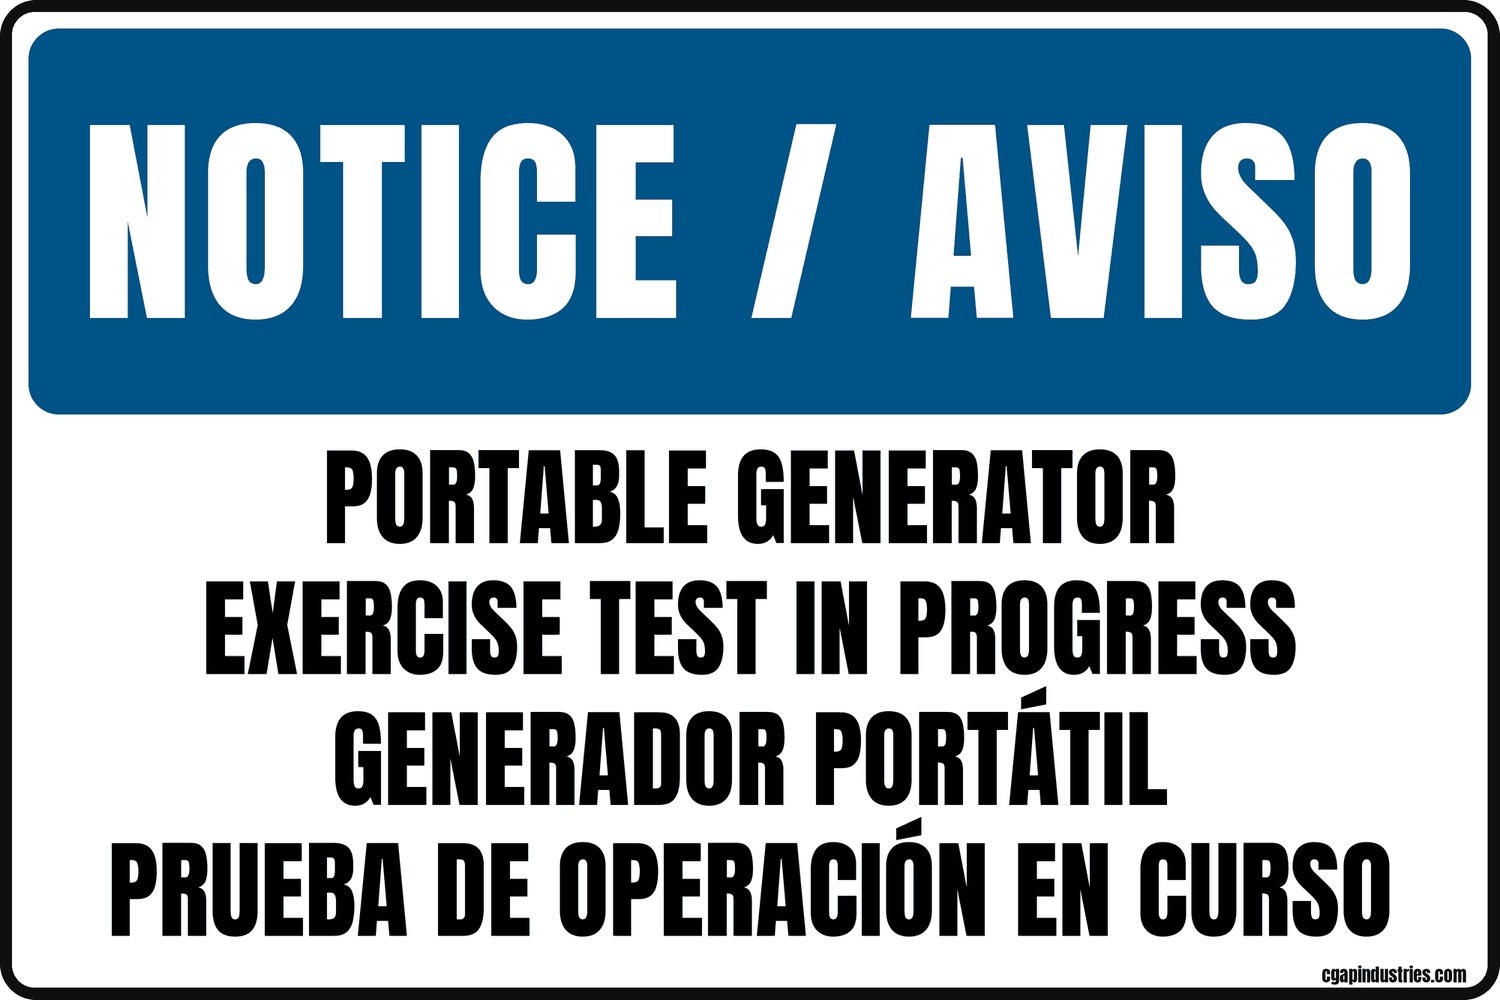 NOTICE / AVISO
PORTABLE GENERATOR
EXERCISE TEST IN PROGRESS
GENERADOR PORTÁTIL
PRUEBA DE OPERACIÓN EN CURSO
cgapindustries.com